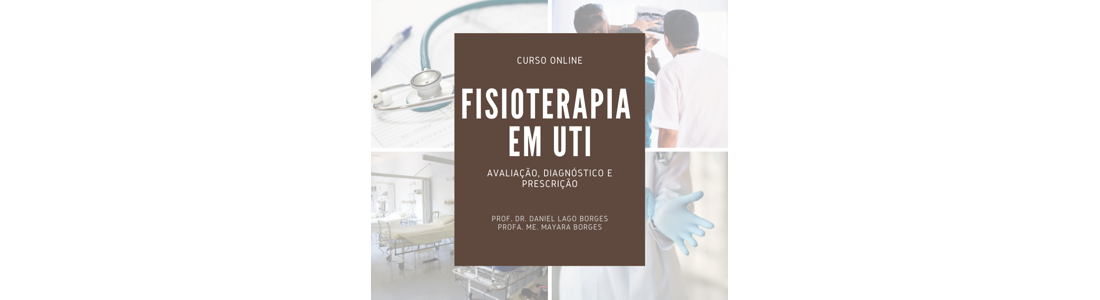 CURSO ONLINE
FISIOTERAPIA
EM UTI
AVALIAÇÃO, DIAGNÓSTICO E
PRESCRIÇÃO
PROF. DR. DANIEL LAGO BORGES
PROFA. ME. MAYARA BORGES